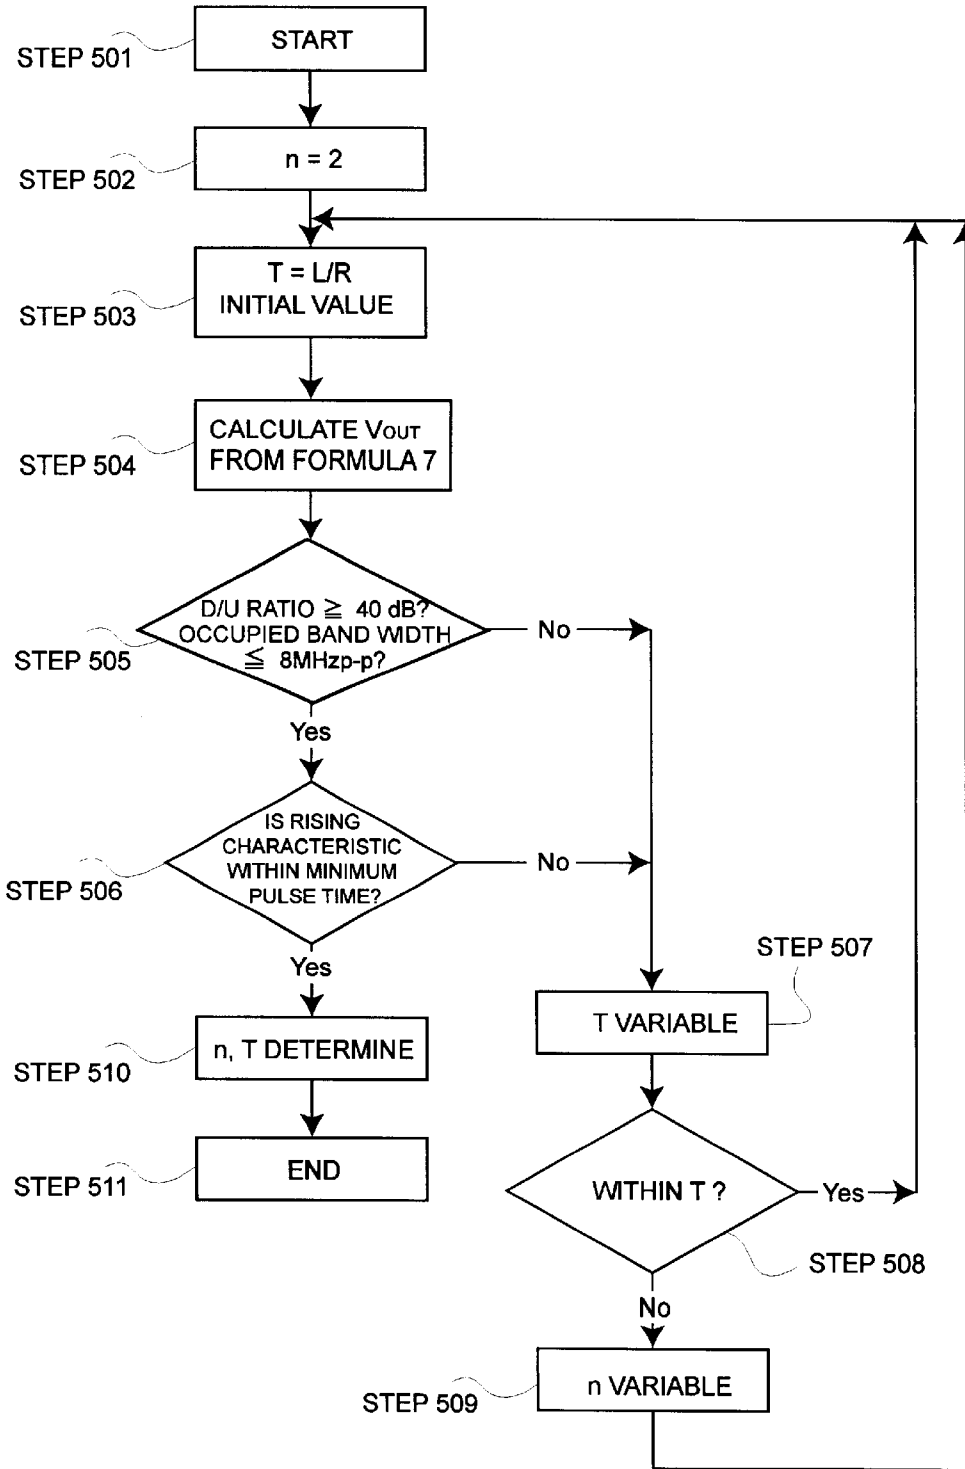 START
STEP 501
n = 2
STEP 502
T = L/R
INITIAL VALUE
STEP 503
CALCULATE VOUT
FROM FORMULA 7
STEP 504
D/U RATIO ≧ 40 dB?
OCCUPIED BAND WIDTH
≦ 8MHzp-p?
STEP 505
No
Yes
IS RISING
CHARACTERISTIC
WITHIN MINIMUM
PULSE TIME?
STEP 506
No
Yes
STEP 507
T VARIABLE
n, T DETERMINE
STEP 510
END
STEP 511
WITHIN T ?
Yes
STEP 508
No
n VARIABLE
STEP 509